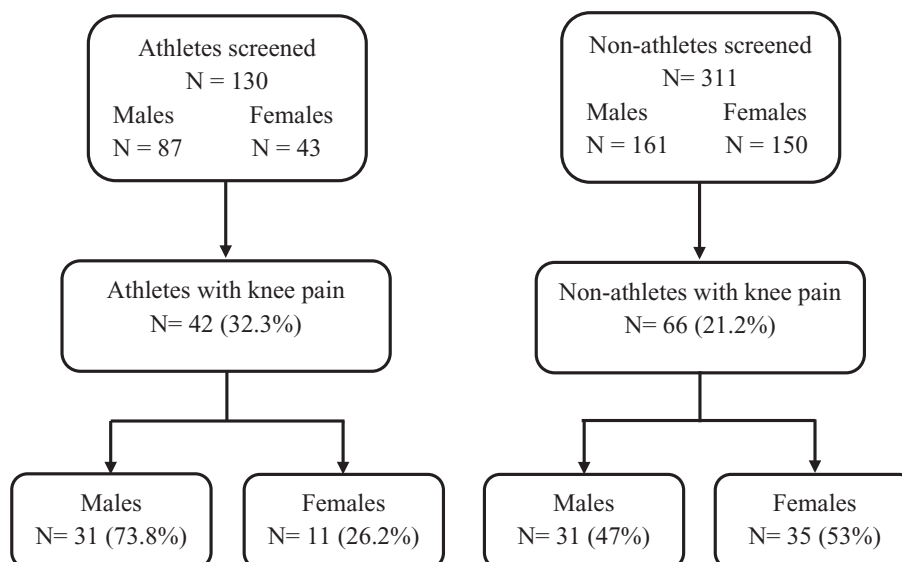 Athletes screened
N = 130
Males Females
N = 87 N = 43
Non-athletes screened
N= 311
Males Females
N = 161 N = 150
Athletes with knee pain
N= 42 (32.3%)
Non-athletes with knee pain
N= 66 (21.2%)
Males
N= 31 (73.8%)
Females
N= 11 (26.2%)
Males
N= 31 (47%)
Females
N= 35 (53%)